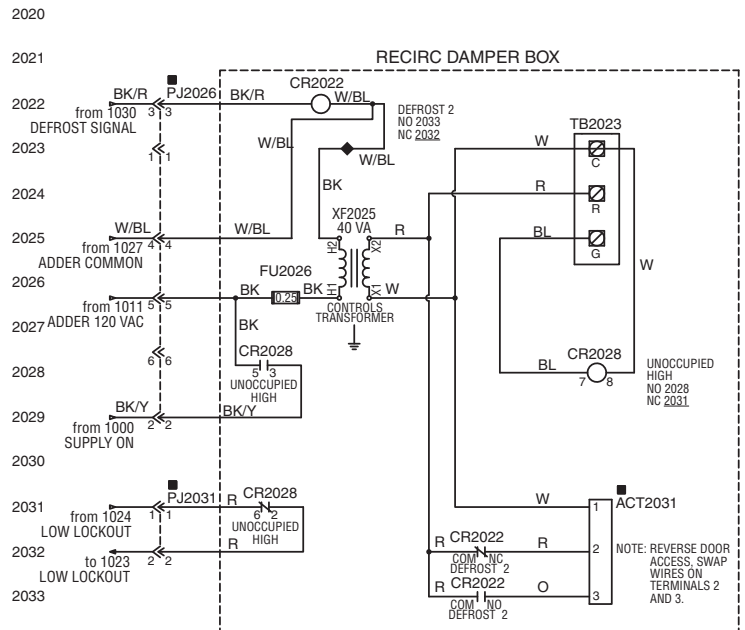 2020
2021
RECIRC DAMPER BOX
PJ2026
CR2022
BK/R
BK/R
W/BL
2022
from 1030
DEFROST SIGNAL
3
3
DEFROST 2
NO 2033
NC 2032
TB2023
2023
1
1
W/BL
W/BL
W
C
2024
BK
R
R
XF2025
40 VA
2025
W/BL
W/BL
R
BL
from 1027
ADDER COMMON
4
4
H2
X2
G
2026
FU2026
W
BK
0.25
BK
W
from 1011
ADDER 120 VAC
5
5
H1
X1
2027
BK
CONTROLS
TRANSFORMER
CR2028
CR2028
6
6
2028
5
3
BL
7
8
UNOCCUPIED
HIGH
UNOCCUPIED
HIGH
NO 2028
NC 2031
BK/Y
BK/Y
2029
from 1000
SUPPLY ON
2
2
2030
PJ2031
R
CR2028
2031
W
1
ACT2031
from 1024
LOW LOCKOUT
1
1
6
2
UNOCCUPIED
HIGH
2032
R
R
CR2022
R
2
to 1023
LOW LOCKOUT
2
2
COM
NC
DEFROST 2
NOTE: REVERSE DOOR
ACCESS, SWAP
WIRES ON
TERMINALS 2
AND 3.
2033
R
CR2022
O
3
COM
NO
DEFROST 2